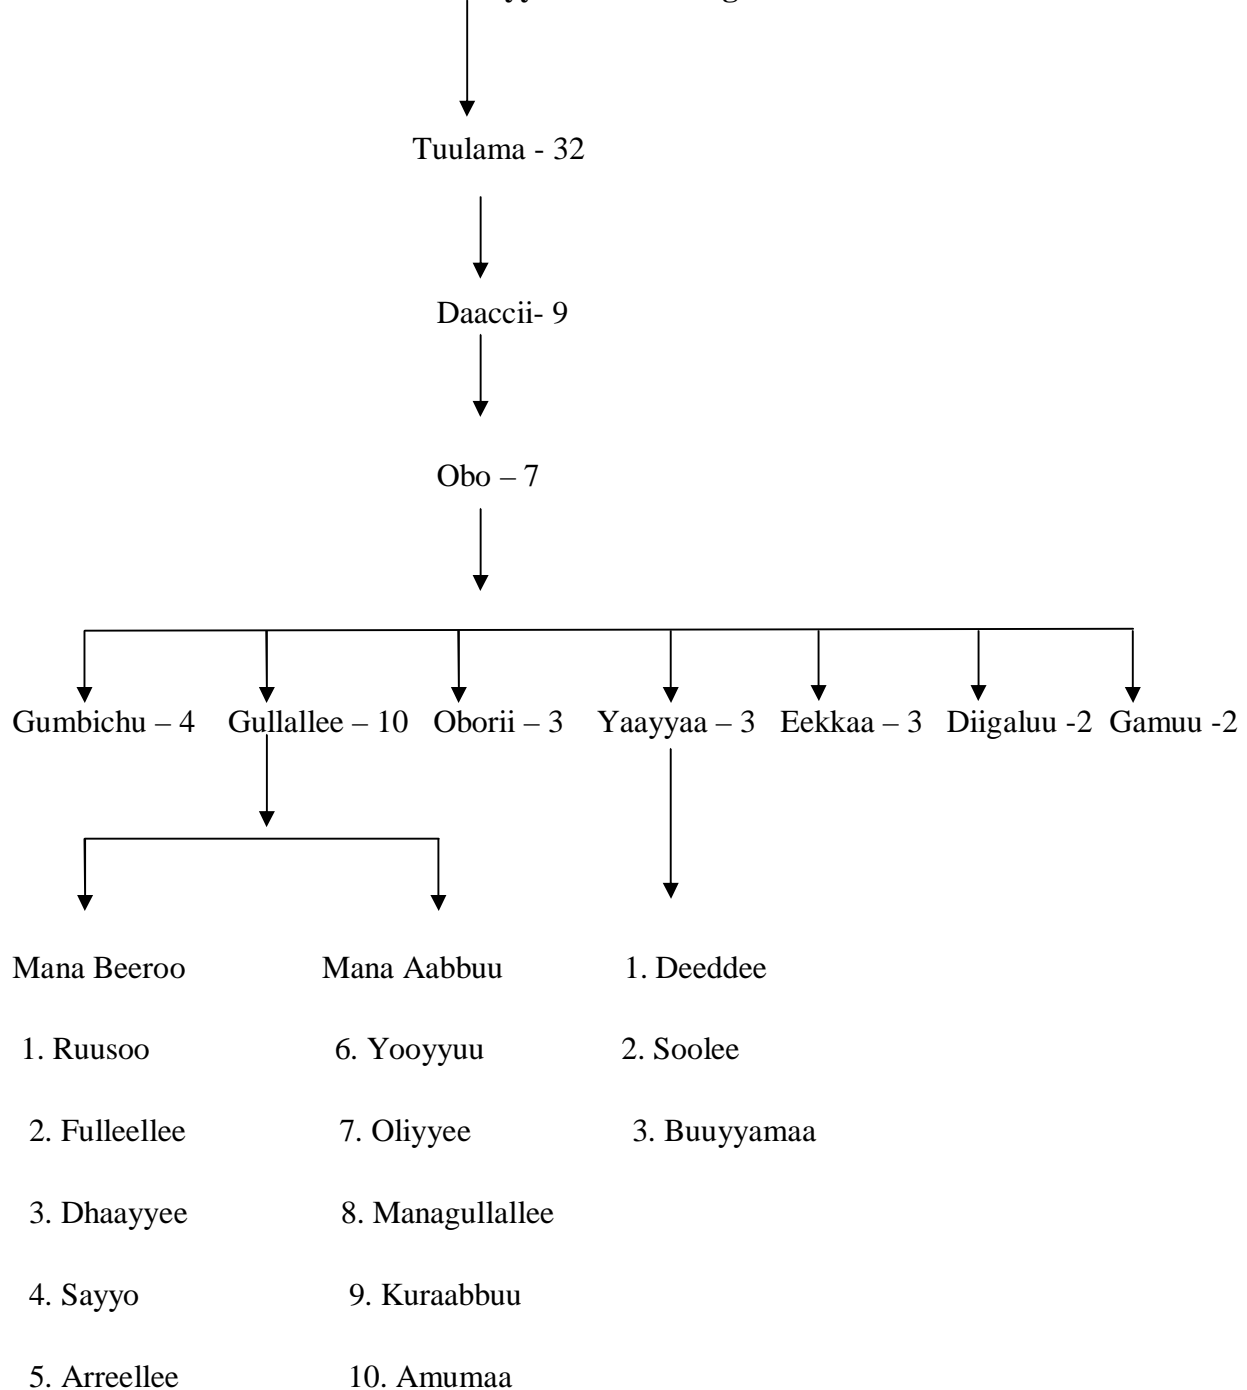 Tuulama - 32
Daaccii- 9
Obo – 7
Gumbichu – 4 Gullallee – 10 Oborii – 3 Yaayyaa – 3 Eekkaa – 3 Diigaluu -2 Gamuu -2
Mana Beeroo Mana Aabbuu 1. Deeddee
1. Ruusoo 6. Yooyyuu 2. Soolee
2. Fulleellee 7. Oliyyee 3. Buuyyamaa
3. Dhaayyee 8. Managullallee
4. Sayyo 9. Kuraabbuu
5. Arreellee 10. Amumaa